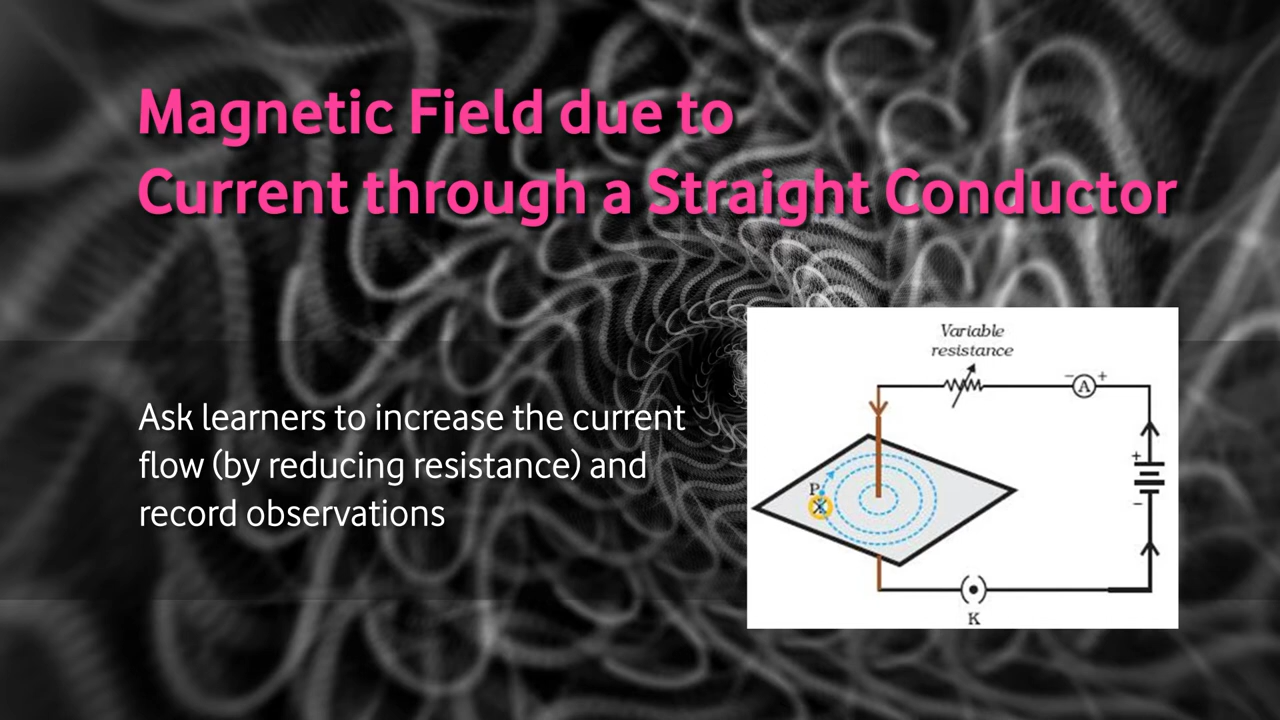 Magnetic Field due to
Current through a Straight Conductor
Ask learners to increase the current
flow (by reducing resistance) and
record observations
Variable
resistance
− A +
+
−
P
X
K